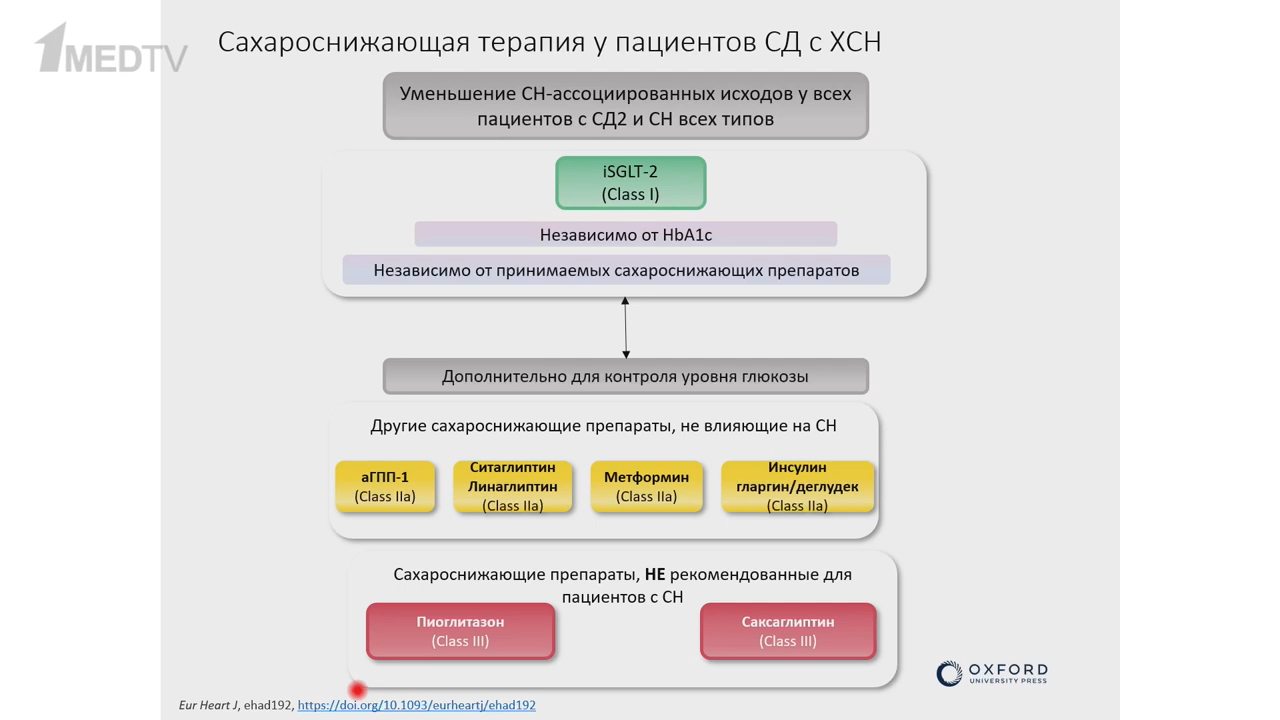 1MEDTV
Сахароснижающая терапия у пациентов СД с ХСН
Уменьшение СН-ассоциированных исходов у всех
пациентов с СД2 и СН всех типов
iSGLT-2
(Class I)
Независимо от HbA1c
Независимо от принимаемых сахароснижающих препаратов
Дополнительно для контроля уровня глюкозы
Другие сахароснижающие препараты, не влияющие на СН
аГПП-1
(Class IIa)
Ситаглиптин
Линаглиптин
(Class IIa)
Метформин
(Class IIa)
Инсулин
гларгин/деглудек
(Class IIa)
Сахароснижающие препараты, НЕ рекомендованные для
пациентов с СН
Пиоглитазон
(Class III)
Саксаглиптин
(Class III)
OXFORD
UNIVERSITY PRESS
Eur Heart J, ehad192, https://doi.org/10.1093/eurheartj/ehad192